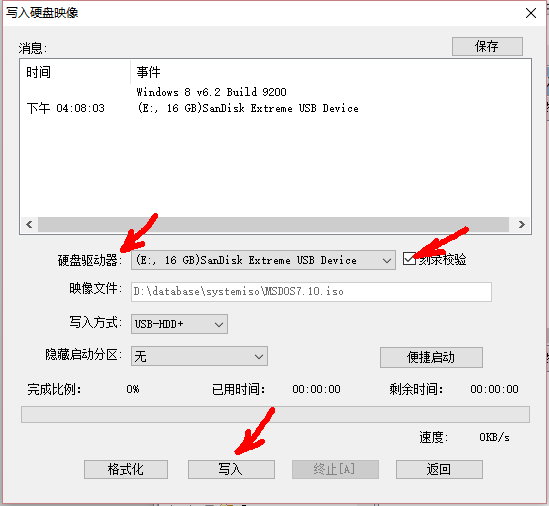 写入硬盘映像
消息:
保存
时间 事件
Windows 8 v6.2 Build 9200
下午 04:08:03 (E:, 16 GB)SanDisk Extreme USB Device
硬盘驱动器: (E:, 16 GB)SanDisk Extreme USB Device 刻录校验
映像文件: D:\database\systemiso\MSDOS7.10.iso
写入方式: USB-HDD+
隐藏启动分区: 无 便捷启动
完成比例: 0% 已用时间: 00:00:00 剩余时间: 00:00:00
速度: 0KB/s
格式化 写入 终止[A] 返回